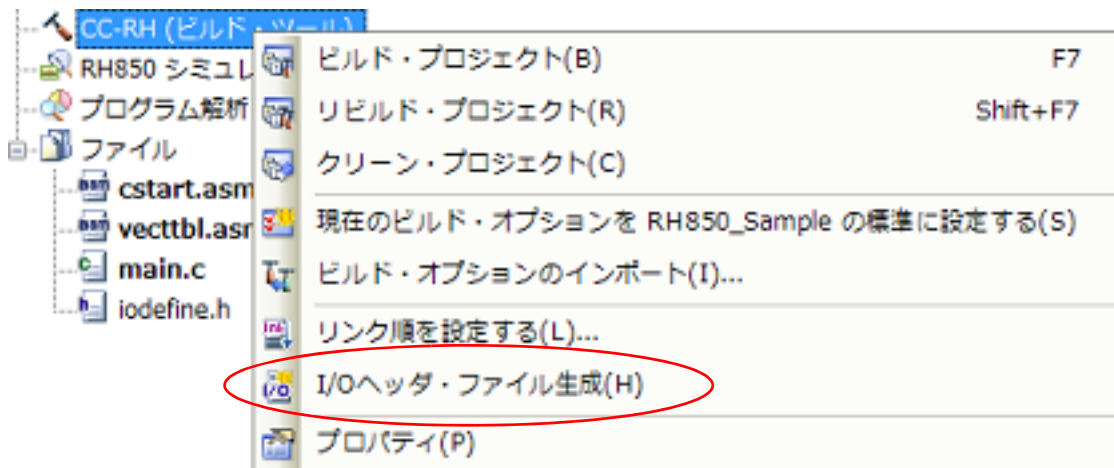 CC-RH (ビルド・ツール)
RH850 シミュレ
プログラム解析
ファイル
cstart.asm
vecttbl.asm
main.c
iodefine.h
ビルド・プロジェクト(B) F7
リビルド・プロジェクト(R) Shift+F7
クリーン・プロジェクト(C)
現在のビルド・オプションを RH850_Sample の標準に設定する(S)
ビルド・オプションのインポート(I)...
リンク順を設定する(L)...
I/Oヘッダ・ファイル生成(H)
プロパティ(P)